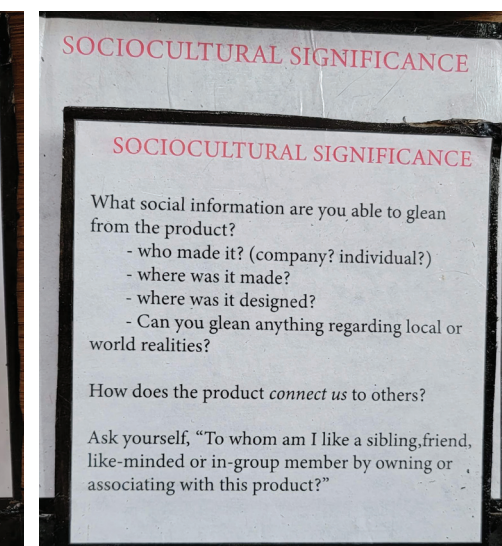 SOCIOCULTURAL SIGNIFICANCE
SOCIOCULTURAL SIGNIFICANCE
What social information are you able to glean
from the product?
- who made it? (company? individual?)
- where was it made?
- where was it designed?
- Can you glean anything regarding local or
world realities?
How does the product connect us to others?
Ask yourself, “To whom am I like a sibling,friend,
like-minded or in-group member by owning or
associating with this product?”